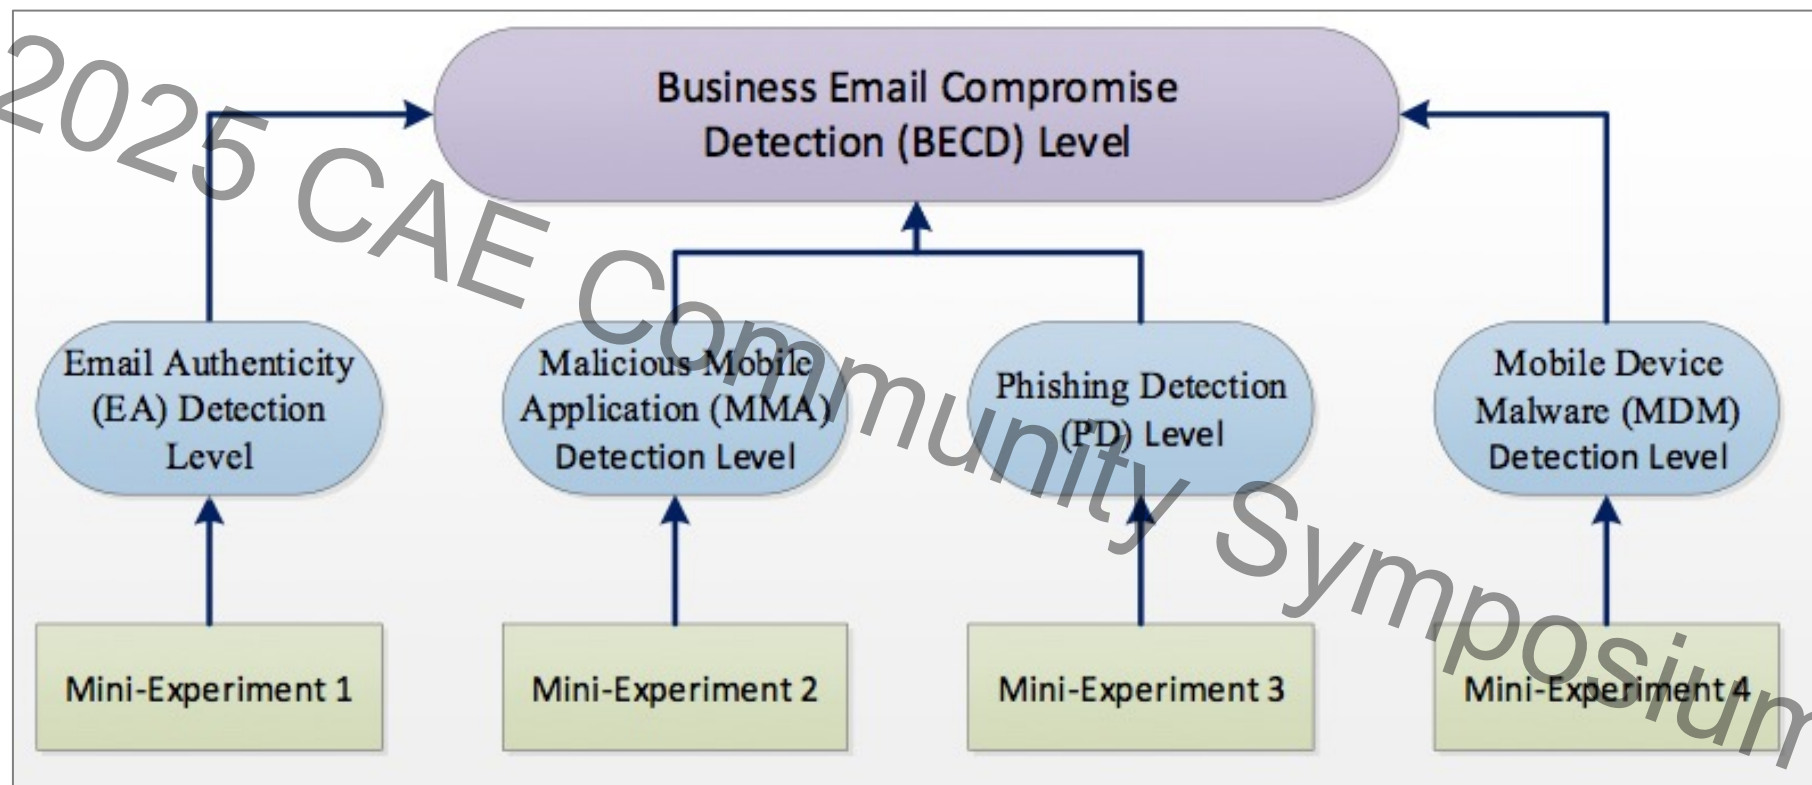 Business Email Compromise
Detection (BECD) Level
Email Authenticity
(EA) Detection
Level
Malicious Mobile
Application (MMA)
Detection Level
Phishing Detection
(PD) Level
Mobile Device
Malware (MDM)
Detection Level
Mini-Experiment 1
Mini-Experiment 2
Mini-Experiment 3
Mini-Experiment 4
2025 CAE Community Symposium